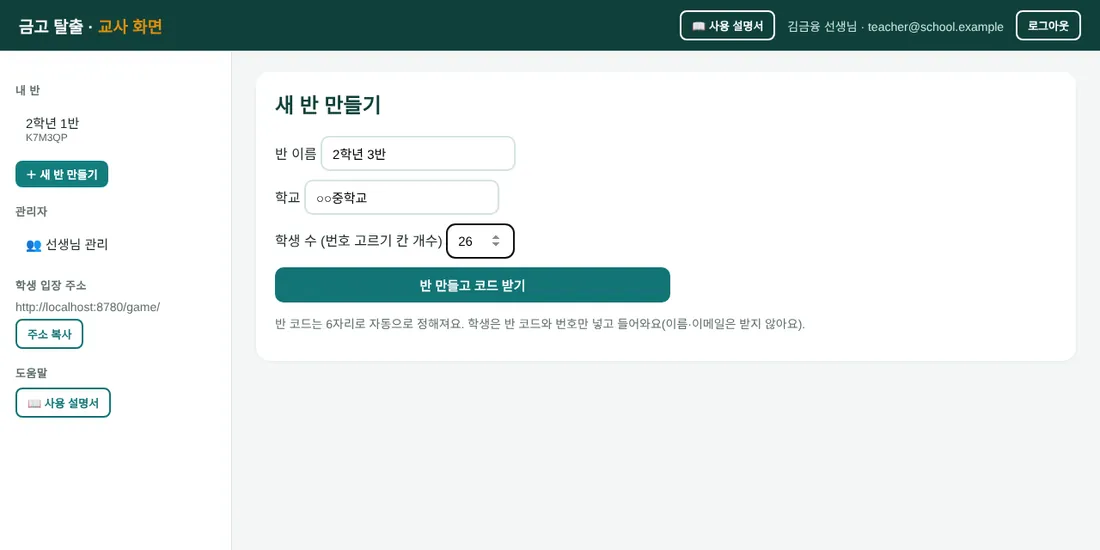 금고 탈출 · 교사 화면
📖 사용 설명서
김금융 선생님 · teacher@school.example
로그아웃
내 반
2학년 1반
K7M3QP
+ 새 반 만들기
관리자
👥 선생님 관리
학생 입장 주소
http://localhost:8780/game/
주소 복사
도움말
📖 사용 설명서
새 반 만들기
반 이름 2학년 3반
학교 ○○중학교
학생 수 (번호 고르기 칸 개수) 26
반 만들고 코드 받기
반 코드는 6자리로 자동으로 정해져요. 학생은 반 코드와 번호만 넣고 들어와요(이름·이메일은 받지 않아요).